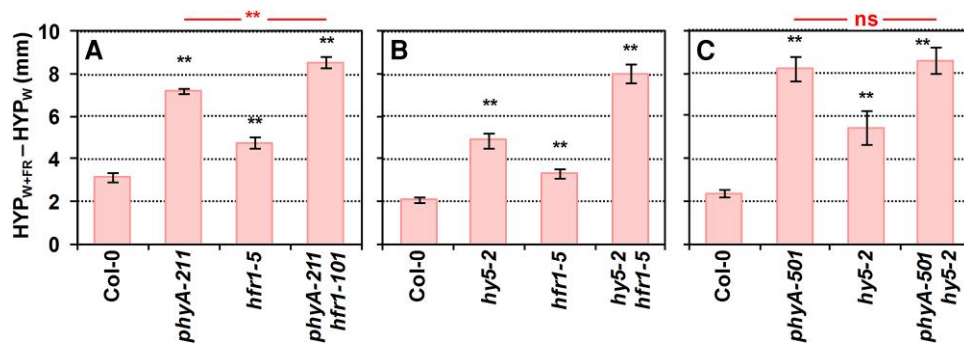 ** ns
HYPW+FR – HYPW (mm)
10
8
6
4
2
0
A
**
**
**
Col-0
phyA-211
hfr1-5
phyA-211
hfr1-101
B
**
**
**
Col-0
hy5-2
hfr1-5
hy5-2
hfr1-5
C
**
**
**
Col-0
phyA-501
hy5-2
phyA-501
hy5-2